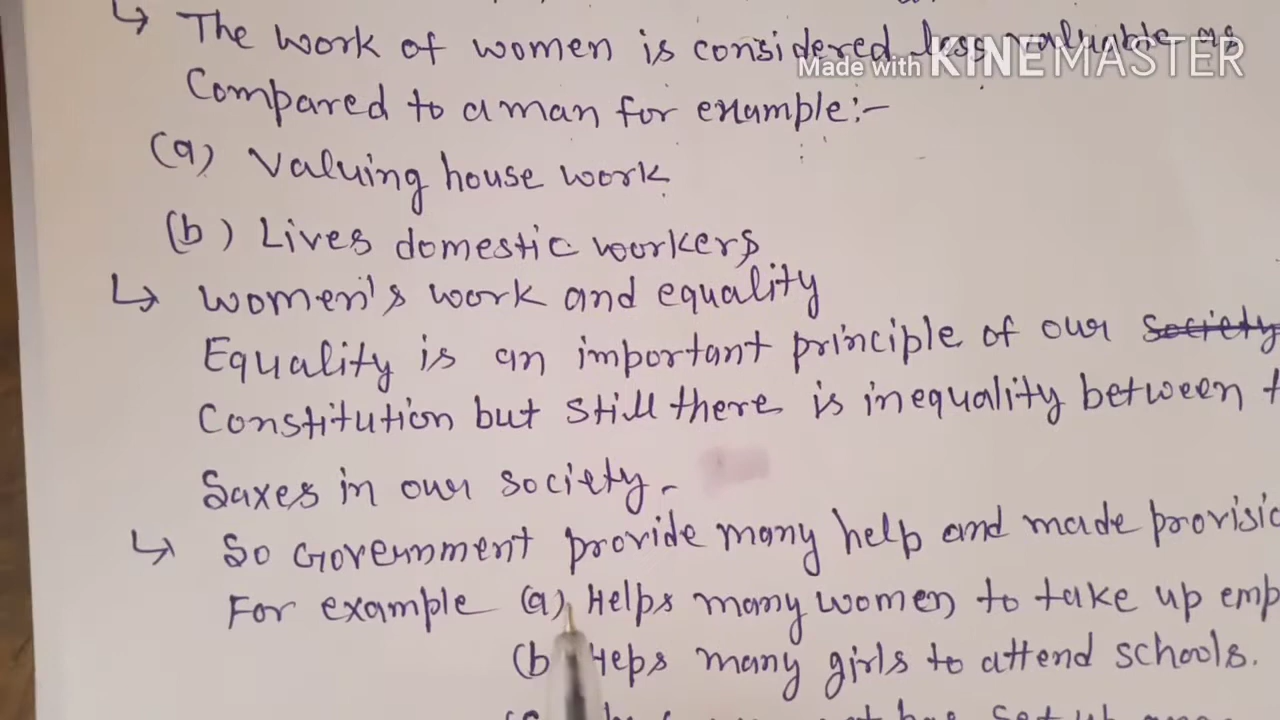 ↳ The work of women is considered less valuable as
Made with KINEMASTER
Compared to a man for example:-
(a) Valuing house work
(b) Lives domestic workers
↳ Women's work and equality
Equality is an important principle of our society
Constitution but still there is inequality between
Saxes in our society.
↳ So Government provide many help and made
For example (a) Helps many women to take up
(b Heps many girls to attend schools.